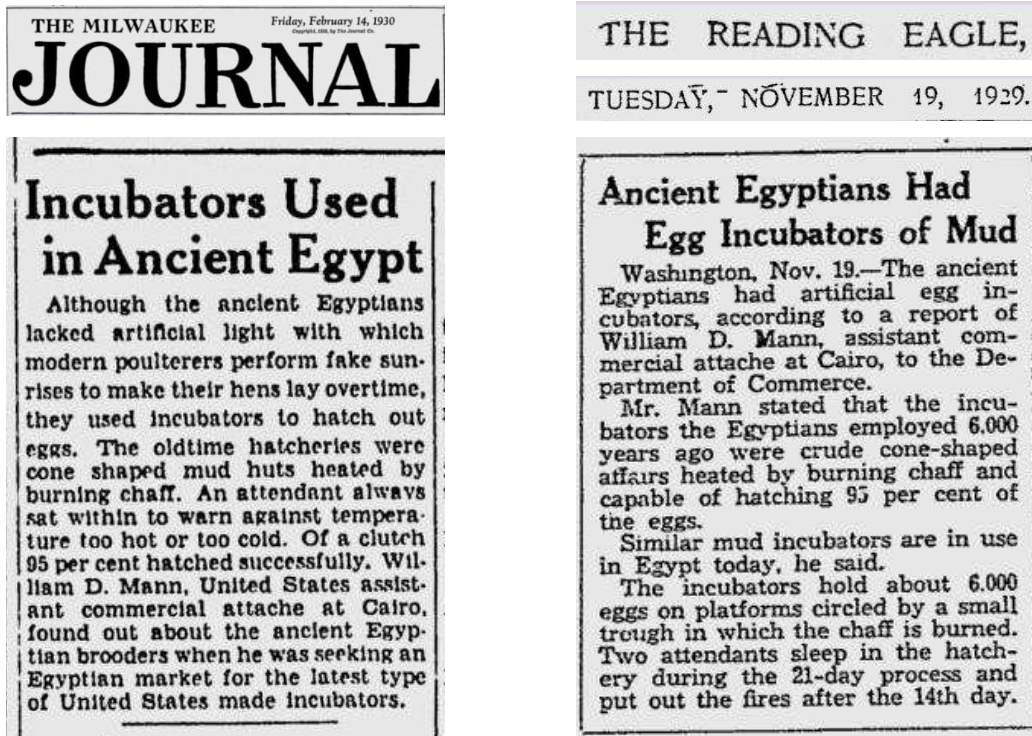 THE MILWAUKEE
Friday, February 14, 1930
Copyright, 1930, by The Journal Co.
JOURNAL
Incubators Used
in Ancient Egypt
Although the ancient Egyptians
lacked artificial light with which
modern poulterers perform fake sun-
rises to make their hens lay overtime,
they used incubators to hatch out
eggs. The oldtime hatcheries were
cone shaped mud huts heated by
burning chaff. An attendant always
sat within to warn against tempera-
ture too hot or too cold. Of a clutch
95 per cent hatched successfully. Wil-
liam D. Mann, United States assist-
ant commercial attache at Cairo,
found out about the ancient Egyp-
tian brooders when he was seeking an
Egyptian market for the latest type
of United States made incubators.
THE READING EAGLE,
TUESDAY, NOVEMBER 19, 1929.
Ancient Egyptians Had
Egg Incubators of Mud
Washington, Nov. 19.—The ancient
Egyptians had artificial egg in-
cubators, according to a report of
William D. Mann, assistant com-
mercial attache at Cairo, to the De-
partment of Commerce.
Mr. Mann stated that the incu-
bators the Egyptians employed 6,000
years ago were crude cone-shaped
affairs heated by burning chaff and
capable of hatching 95 per cent of
the eggs.
Similar mud incubators are in use
in Egypt today, he said.
The incubators hold about 6,000
eggs on platforms circled by a small
trough in which the chaff is burned.
Two attendants sleep in the hatch-
ery during the 21-day process and
put out the fires after the 14th day.